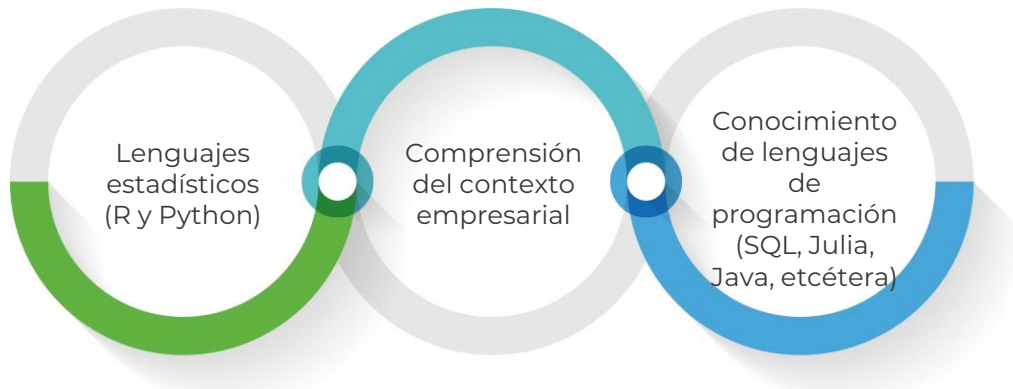 Lenguajes
estadísticos
(R y Python)
Comprensión
del contexto
empresarial
Conocimiento
de lenguajes
de
programación
(SQL, Julia,
Java, etcétera)